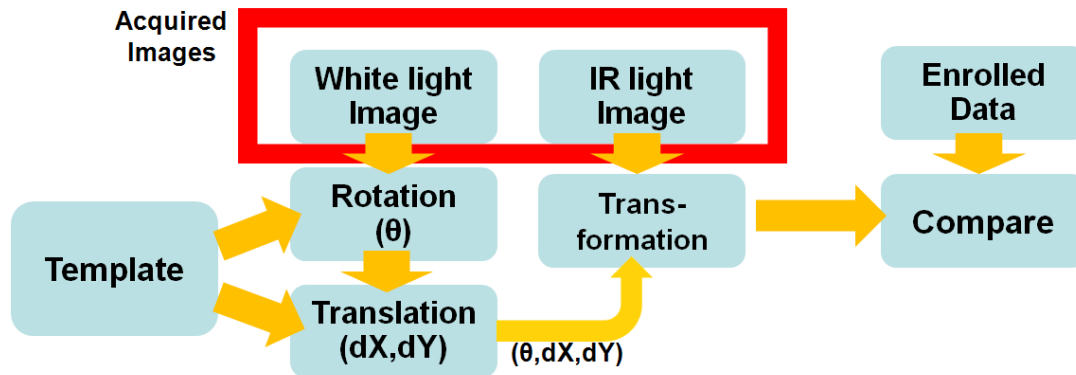 Acquired
Images
White light
Image
IR light
Image
Enrolled
Data
Template
Rotation
(θ)
Trans-
formation
Compare
Translation
(dX,dY)
(θ,dX,dY)